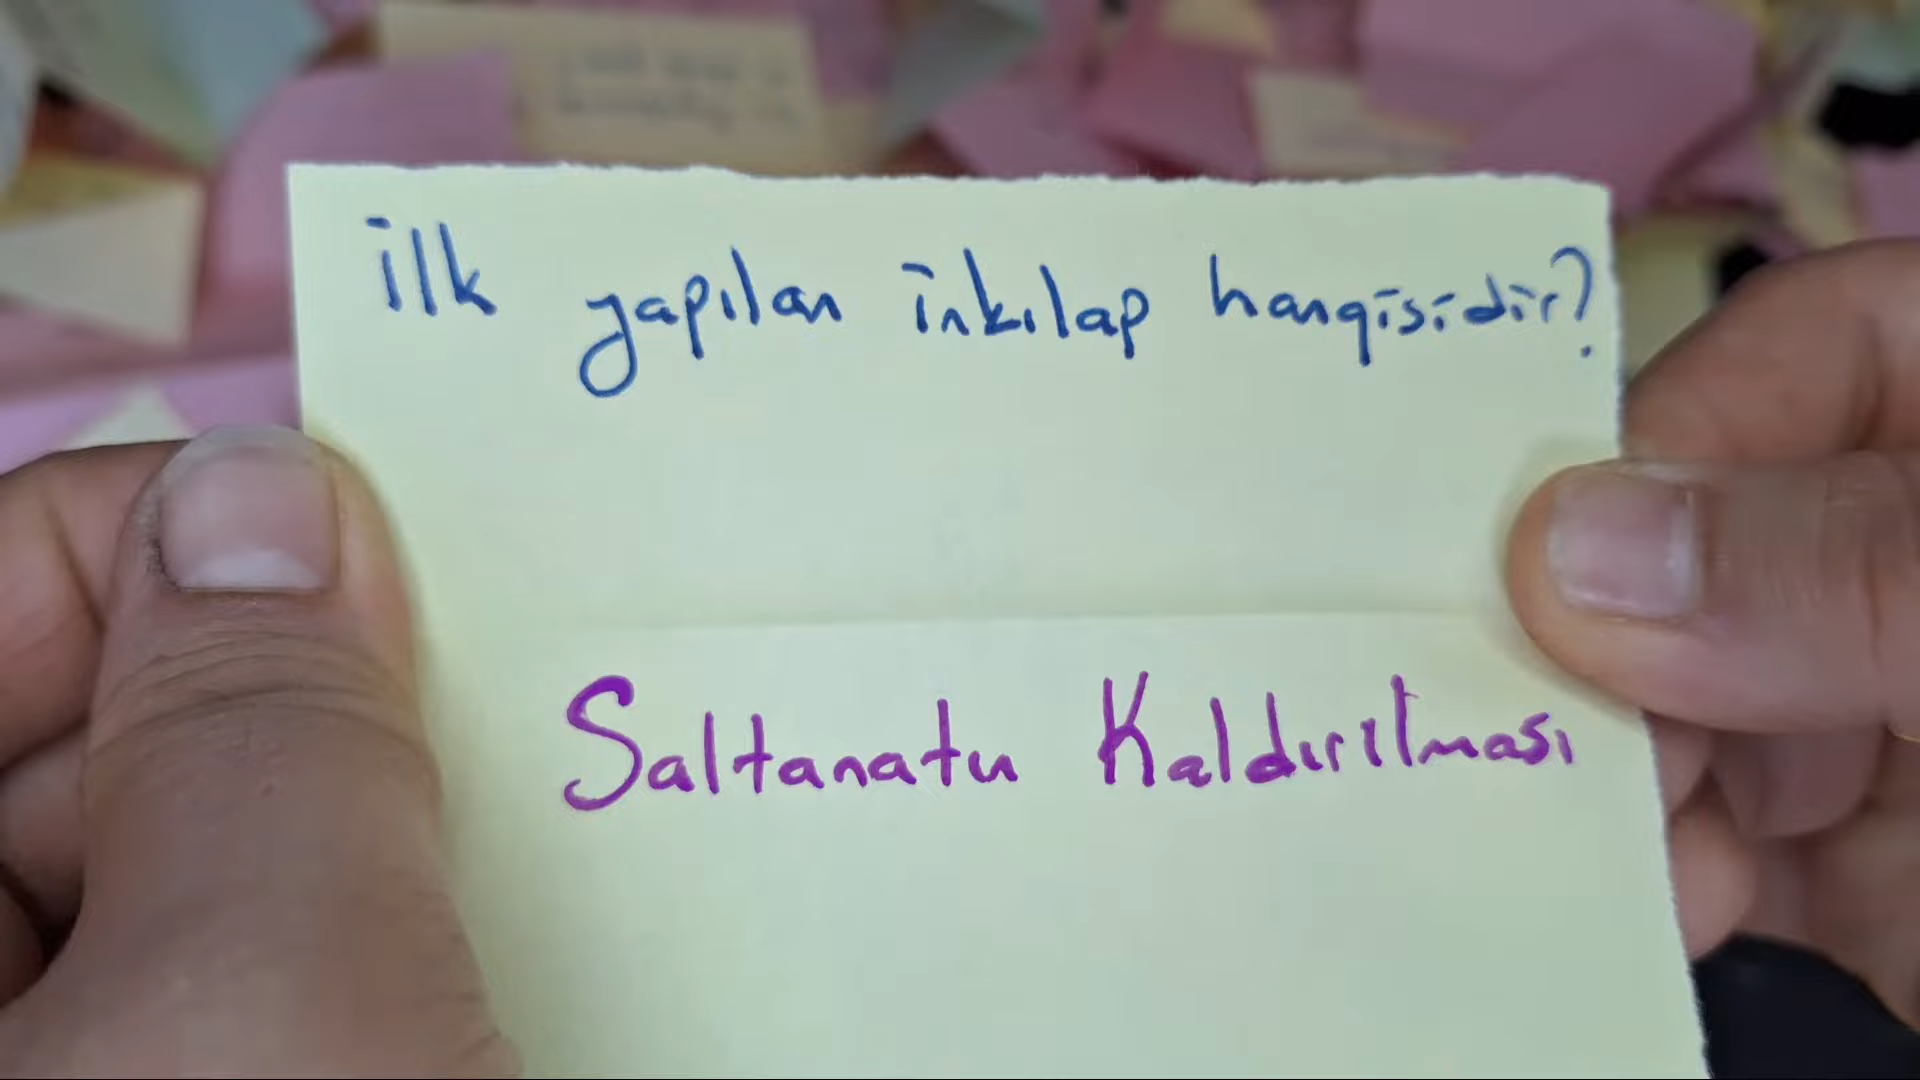 ilk yapılan inkılap hangisidir?
Saltanatın Kaldırılması